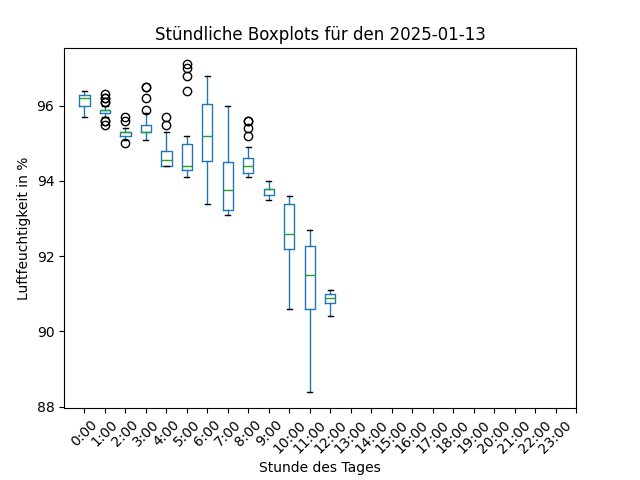 Stündliche Boxplots für den 2025-01-13
Luftfeuchtigkeit in %
96
94
92
90
88
0:00 1:00 2:00 3:00 4:00 5:00 6:00 7:00 8:00 9:00 10:00 11:00 12:00 13:00 14:00 15:00 16:00 17:00 18:00 19:00 20:00 21:00 22:00 23:00
Stunde des Tages